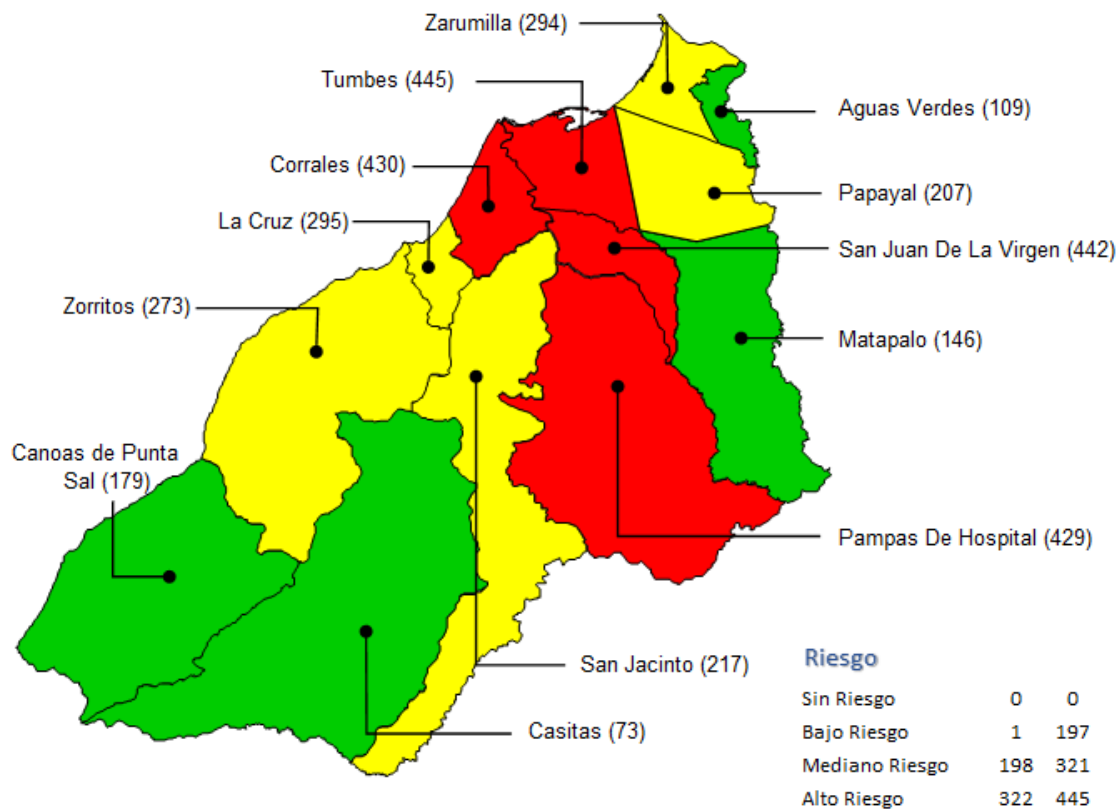 Zarumilla (294)
Tumbes (445)
Aguas Verdes (109)
Corrales (430)
Papayal (207)
La Cruz (295)
San Juan De La Virgen (442)
Zorritos (273)
Matapalo (146)
Canoas de Punta
Sal (179)
Pampas De Hospital (429)
San Jacinto (217)
Casitas (73)
Riesgo
Sin Riesgo 0 0
Bajo Riesgo 1 197
Mediano Riesgo 198 321
Alto Riesgo 322 445